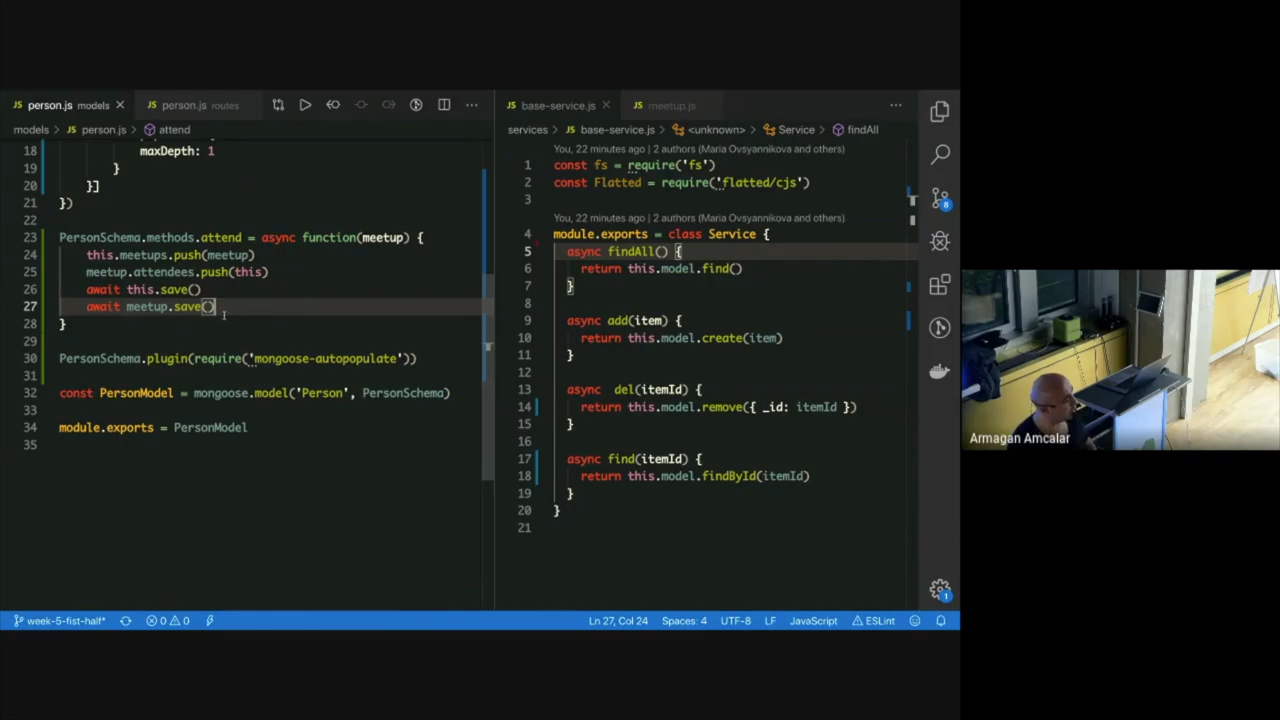 person.js models
person.js routes
models > person.js > attend
18 maxDepth: 1
19 }
20 }]
21 })
22
23 PersonSchema.methods.attend = async function(meetup) {
24 this.meetups.push(meetup)
25 meetup.attendees.push(this)
26 await this.save()
27 await meetup.save()
28 }
29
30 PersonSchema.plugin(require('mongoose-autopopulate'))
31
32 const PersonModel = mongoose.model('Person', PersonSchema)
33
34 module.exports = PersonModel
35
base-service.js
meetup.js
services > base-service.js > <unknown> > Service > findAll
You, 22 minutes ago | 2 authors (Maria Ovsyannikova and others)
1 const fs = require('fs')
2 const Flatted = require('flatted/cjs')
3
You, 22 minutes ago | 2 authors (Maria Ovsyannikova and others)
4 module.exports = class Service {
5 async findAll() {
6 return this.model.find()
7 }
8
9 async add(item) {
10 return this.model.create(item)
11 }
12
13 async del(itemId) {
14 return this.model.remove({ _id: itemId })
15 }
16
17 async find(itemId) {
18 return this.model.findById(itemId)
19 }
20 }
21
8
1
Armagan Amcalar
week-5-fist-half* 0 0 Ln 27, Col 24 Spaces: 4 UTF-8 LF JavaScript ESLint